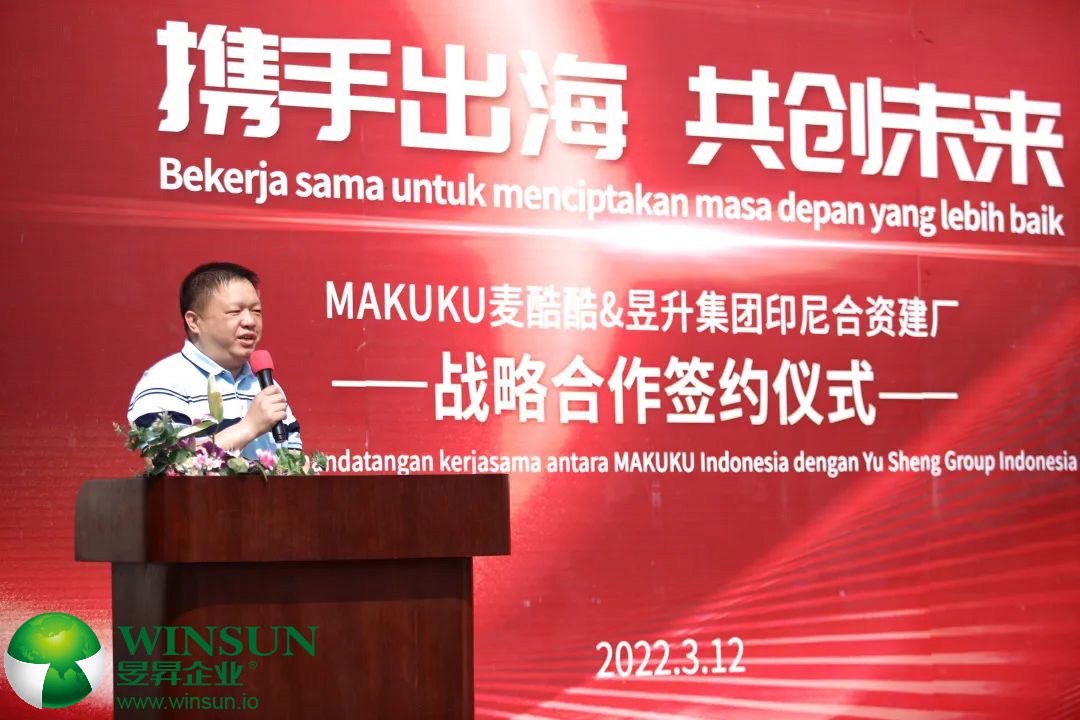 携手出海 共创未来
Bekerja sama untuk menciptakan masa depan yang lebih baik
MAKUKU麦酷酷&昱升集团印尼合资建厂
——战略合作签约仪式——
andatangan kerjasama antara MAKUKU Indonesia dengan Yu Sheng Group Indonesia
2022.3.12
WINSUN
昱昇企业®
www.winsun.io